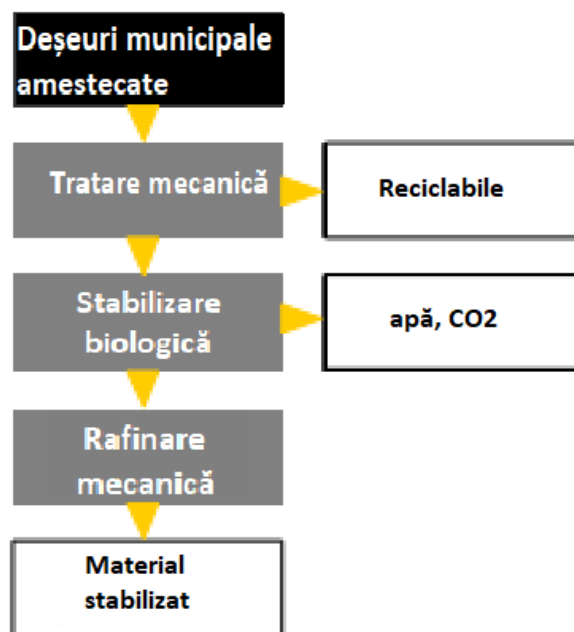 Deșeuri municipale
amestecate
Tratare mecanică
Reciclabile
Stabilizare
biologică
apă, CO2
Rafinare
mecanică
Material
stabilizat